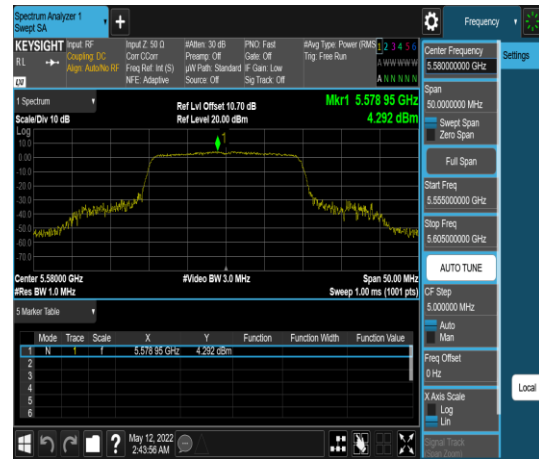 Spectrum Analyzer 1
Swept SA
+
Frequency
KEYSIGHT
R L
Input: RF
Coupling: DC
Align: Auto/No RF
Input Z: 50 Ω
Corr CCorr
Freq Ref: Int (S)
NFE: Adaptive
#Atten: 30 dB
Preamp: Off
µW Path: Standard
Source: Off
PNO: Fast
Gate: Off
IF Gain: Low
Sig Track: Off
#Avg Type: Power (RMS
Trig: Free Run
1 2 3 4 5 6
A W W W W W
A N N N N N
LXI
1 Spectrum
Scale/Div 10 dB
Ref Lvl Offset 10.70 dB
Ref Level 20.00 dBm
Mkr1 5.578 95 GHz
4.292 dBm
Log
10.0
0.00
-10.0
-20.0
-30.0
-40.0
-50.0
-60.0
-70.0
1
Center 5.58000 GHz
#Res BW 1.0 MHz
#Video BW 3.0 MHz
Span 50.00 MHz
Sweep 1.00 ms (1001 pts)
5 Marker Table
Mode Trace Scale X Y Function Function Width Function Value
1 N 1 f 5.578 95 GHz 4.292 dBm
2
3
4
5
6
?
May 12, 2022
2:43:56 AM
Center Frequency
5.580000000 GHz
Span
50.0000000 MHz
Swept Span
Zero Span
Full Span
Start Freq
5.555000000 GHz
Stop Freq
5.605000000 GHz
AUTO TUNE
CF Step
5.000000 MHz
Auto
Man
Freq Offset
0 Hz
X Axis Scale
Log
Lin
Signal Track
(Span Zoom)
Settings
Local